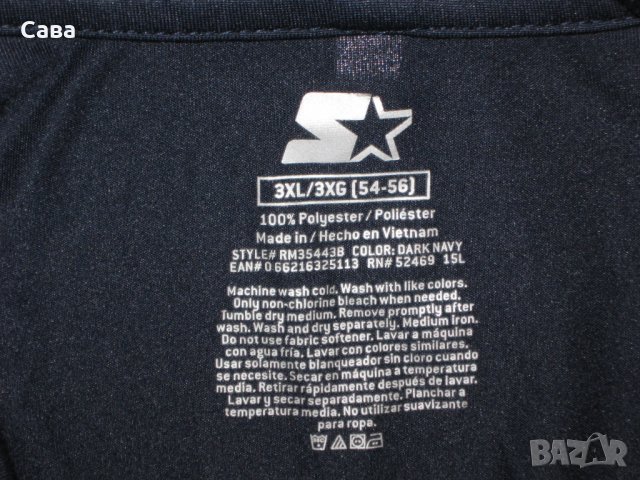 Сава
3XL/3XG (54-56)
100% Polyester / Poliéster
Made in / Hecho en Vietnam
STYLE# RM35443B COLOR: DARK NAVY
EAN# 0 66216325113 RN# 52469 15L
Machine wash cold. Wash with like colors.
Only non-chlorine bleach when needed.
Tumble dry medium. Remove promptly after
wash. Wash and dry separately. Medium iron.
Do not use fabric softener. Lavar a máquina
con agua fría. Lavar con colores similares.
Usar solamente blanqueador sin cloro cuando
se necesite. Secar en máquina a temperatura
media. Retirar rápidamente después de lavar.
Lavar y secar separadamente. Planchar a
temperatura media. No utilizar suavizante
para ropa.
BAZAR
bazar.bg